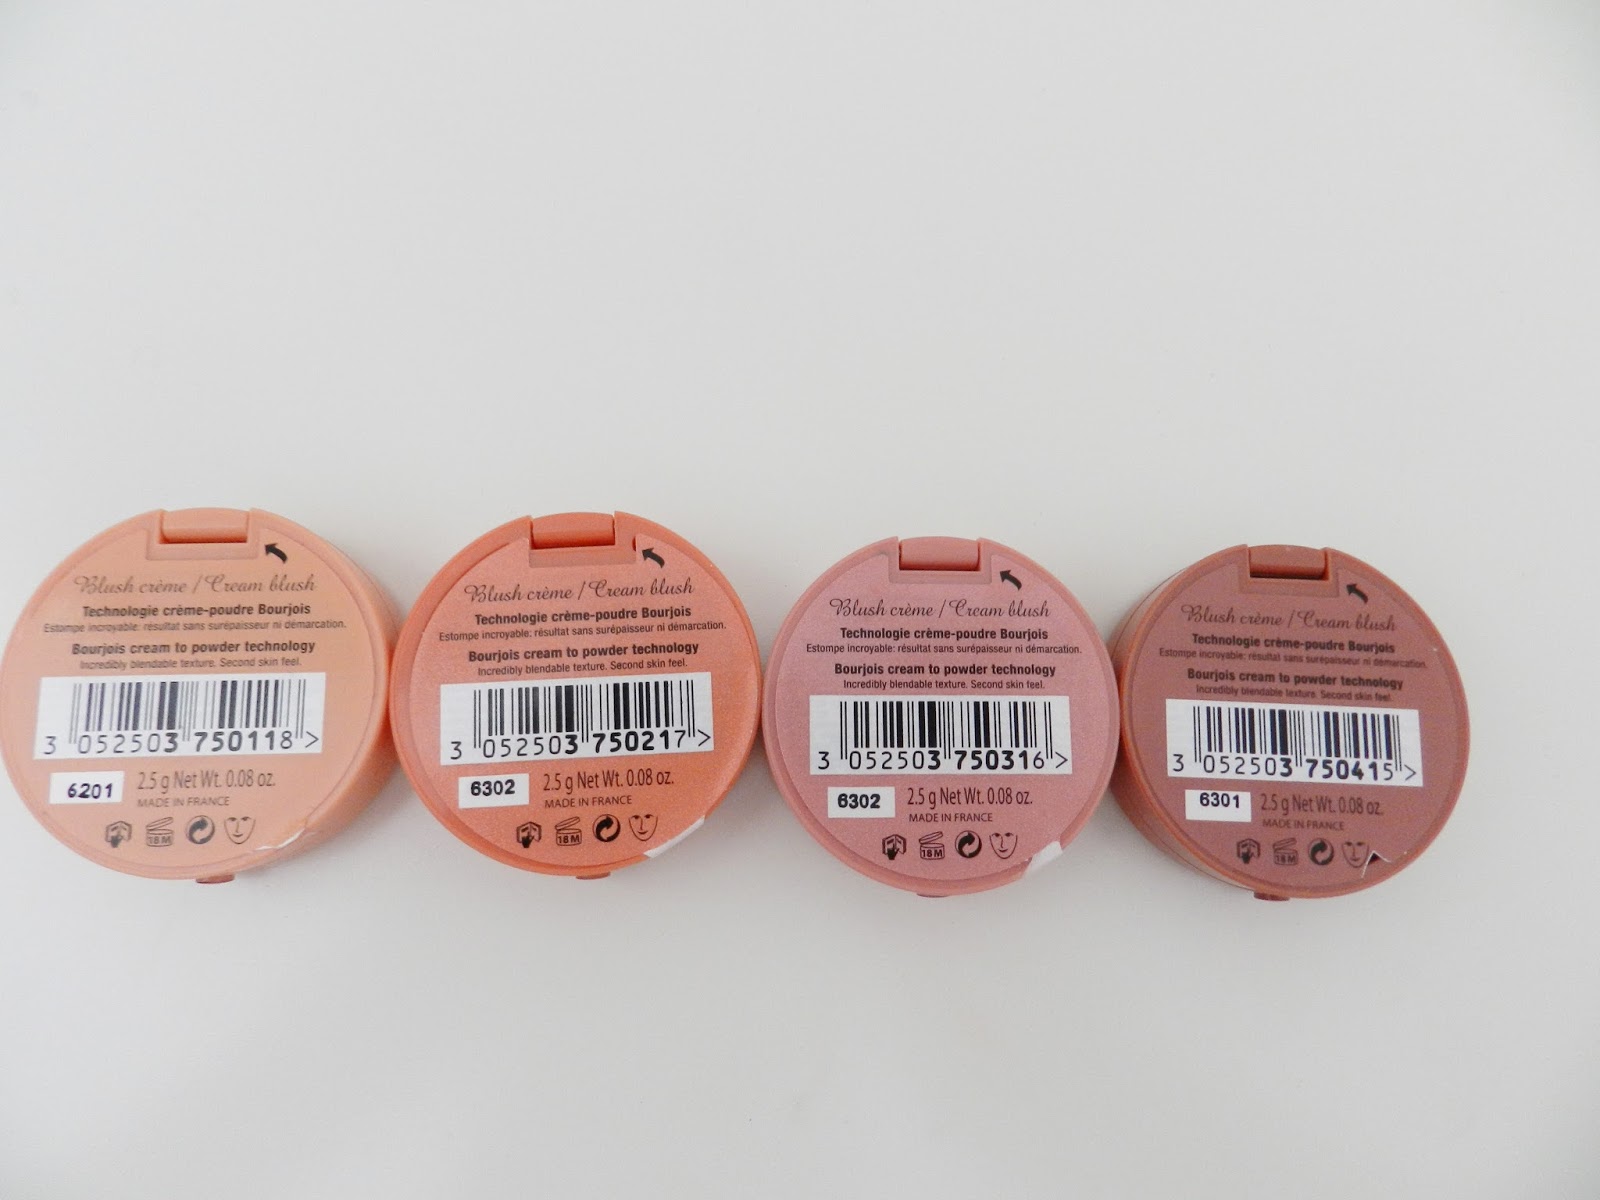 Blush crème / Cream blush
Technologie crème-poudre Bourjois
Estompe incroyable: résultat sans surépaisseur ni démarcation.
Bourjois cream to powder technology
Incredibly blendable texture. Second skin feel.
3 052503 750118 >
6201 2.5 g Net Wt. 0.08 oz.
MADE IN FRANCE
18M
Blush crème / Cream blush
Technologie crème-poudre Bourjois
Estompe incroyable: résultat sans surépaisseur ni démarcation.
Bourjois cream to powder technology
Incredibly blendable texture. Second skin feel.
3 052503 750217 >
6302 2.5 g Net Wt. 0.08 oz.
MADE IN FRANCE
18M
Blush crème / Cream blush
Technologie crème-poudre Bourjois
Estompe incroyable: résultat sans surépaisseur ni démarcation.
Bourjois cream to powder technology
Incredibly blendable texture. Second skin feel.
3 052503 750316 >
6302 2.5 g Net Wt. 0.08 oz.
MADE IN FRANCE
18M
Blush crème / Cream blush
Technologie crème-poudre Bourjois
Estompe incroyable: résultat sans surépaisseur ni démarcation.
Bourjois cream to powder technology
Incredibly blendable texture. Second skin feel.
3 052503 750415 >
6301 2.5 g Net Wt. 0.08 oz.
MADE IN FRANCE
18M